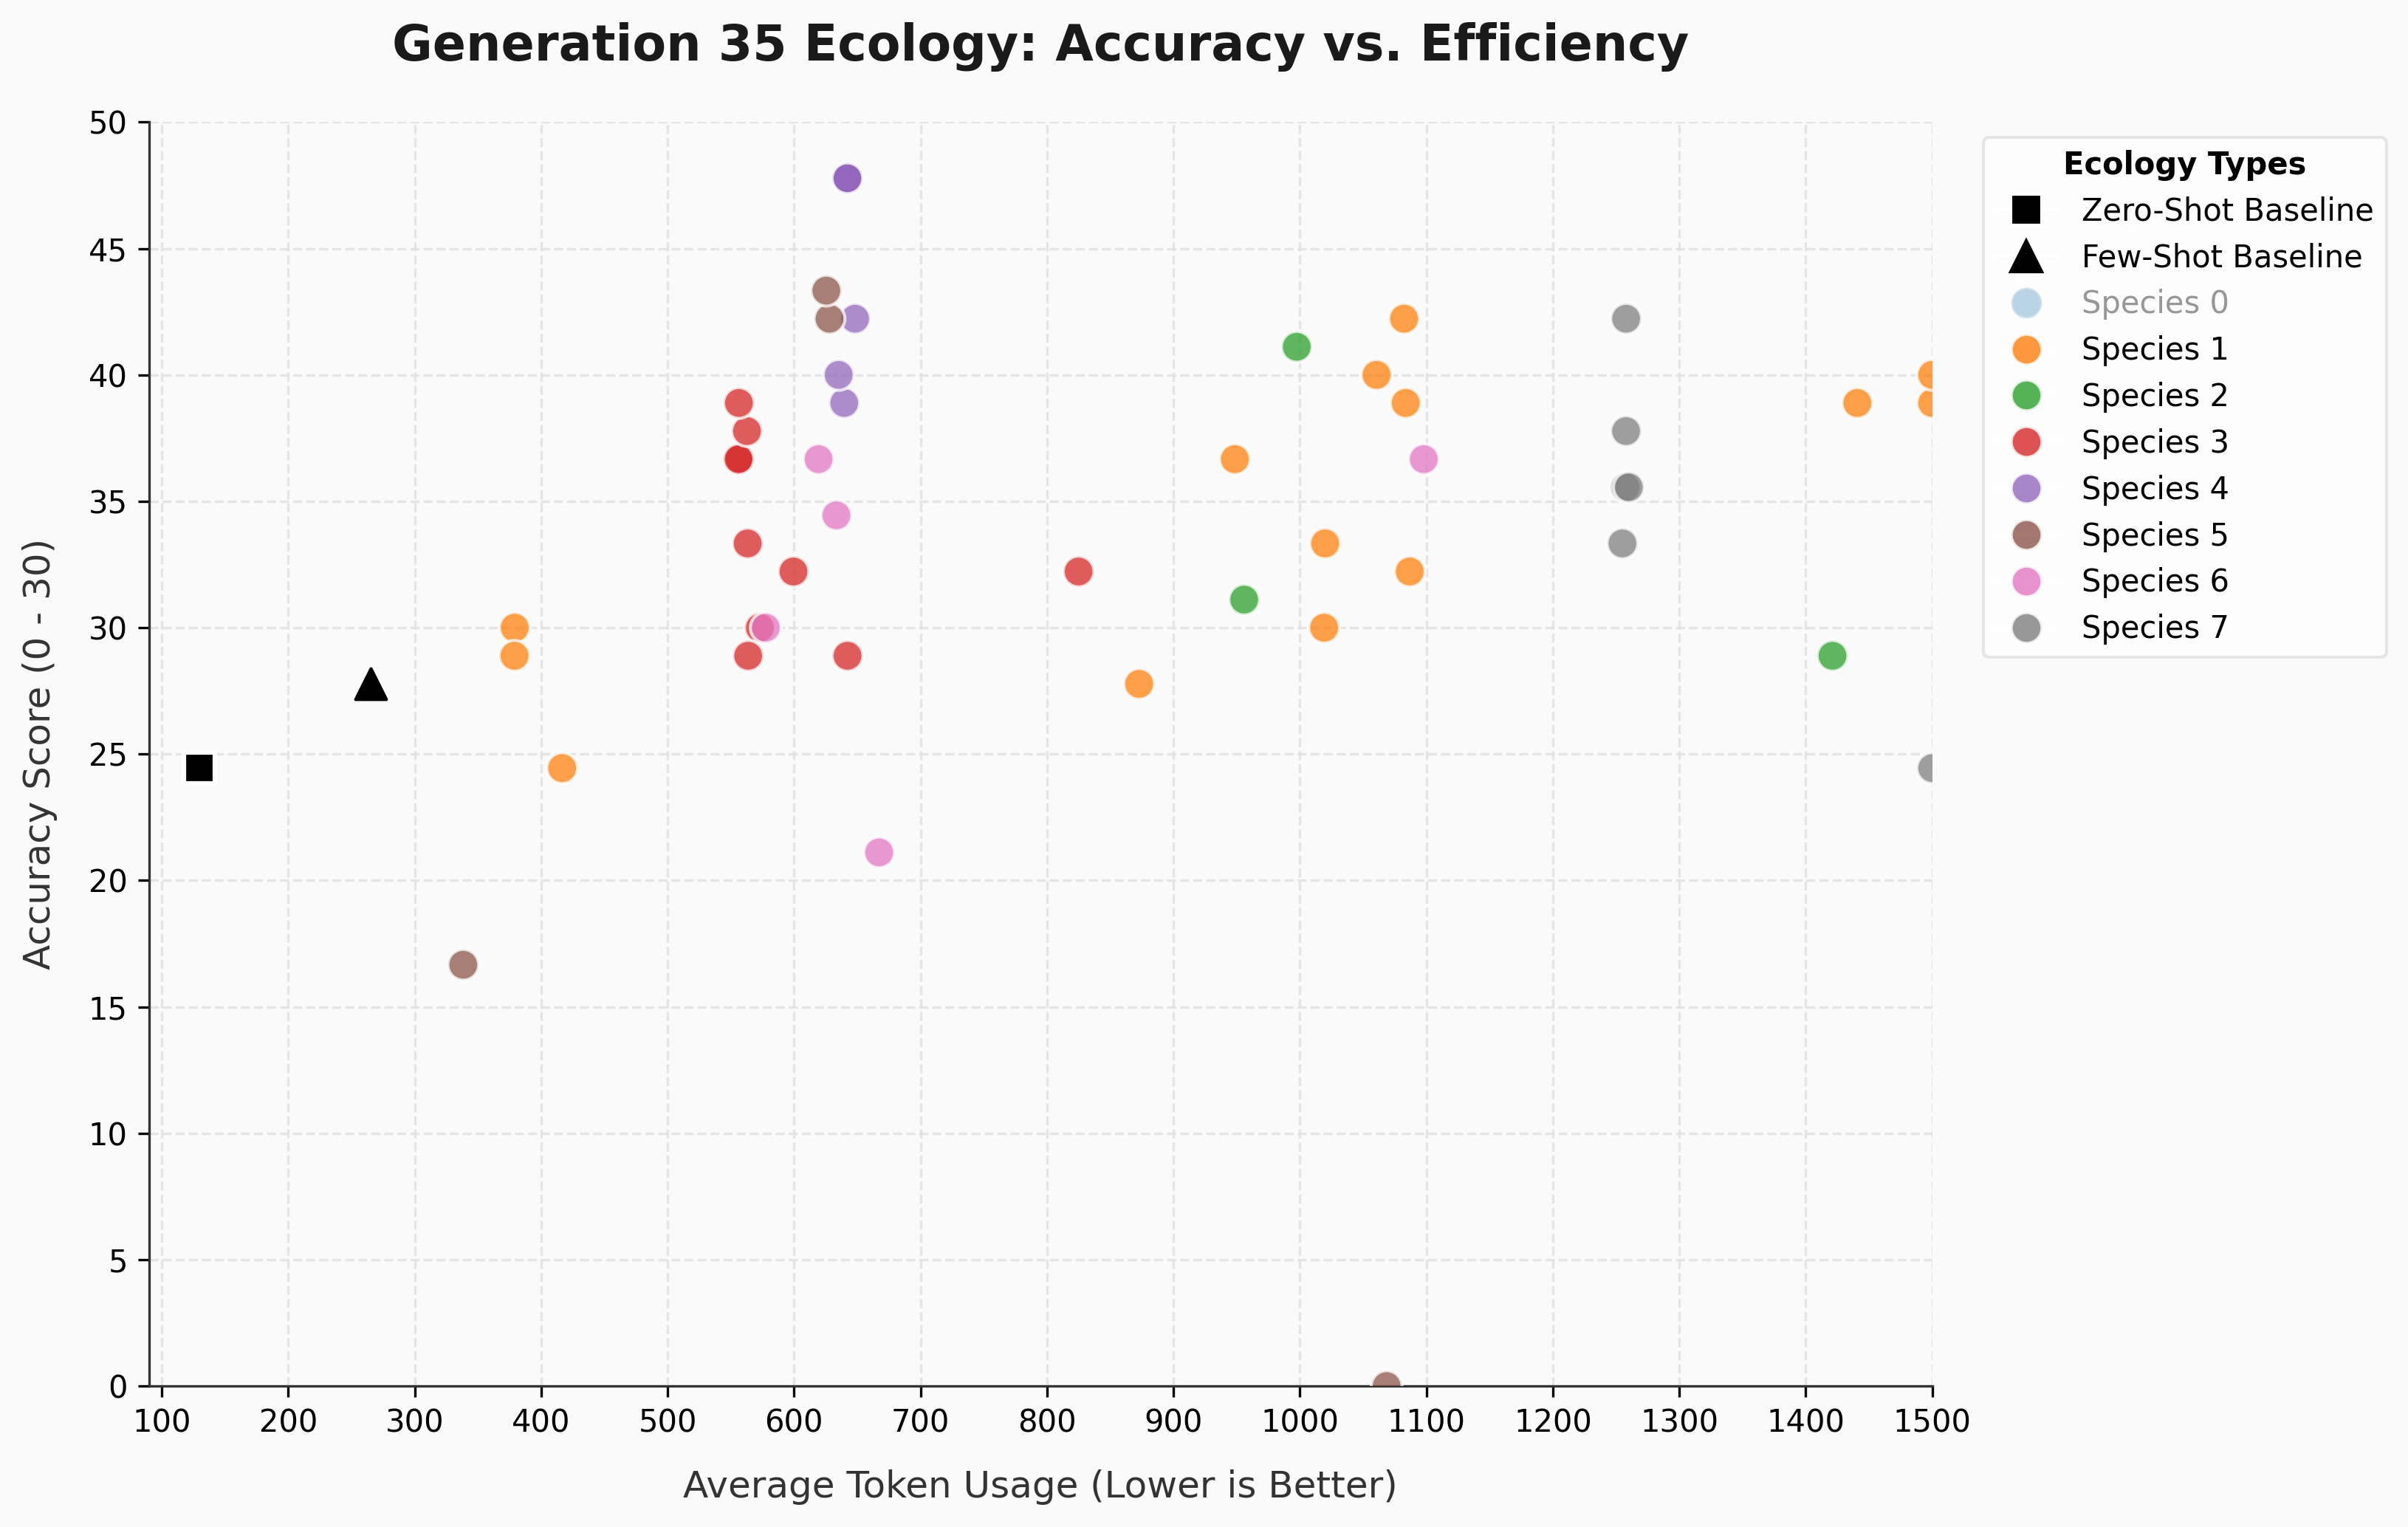 Generation 35 Ecology: Accuracy vs. Efficiency
Accuracy Score (0 - 30)
50
45
40
35
30
25
20
15
10
5
0
100 200 300 400 500 600 700 800 900 1000 1100 1200 1300 1400 1500
Average Token Usage (Lower is Better)
Ecology Types
Zero-Shot Baseline
Few-Shot Baseline
Species 0
Species 1
Species 2
Species 3
Species 4
Species 5
Species 6
Species 7